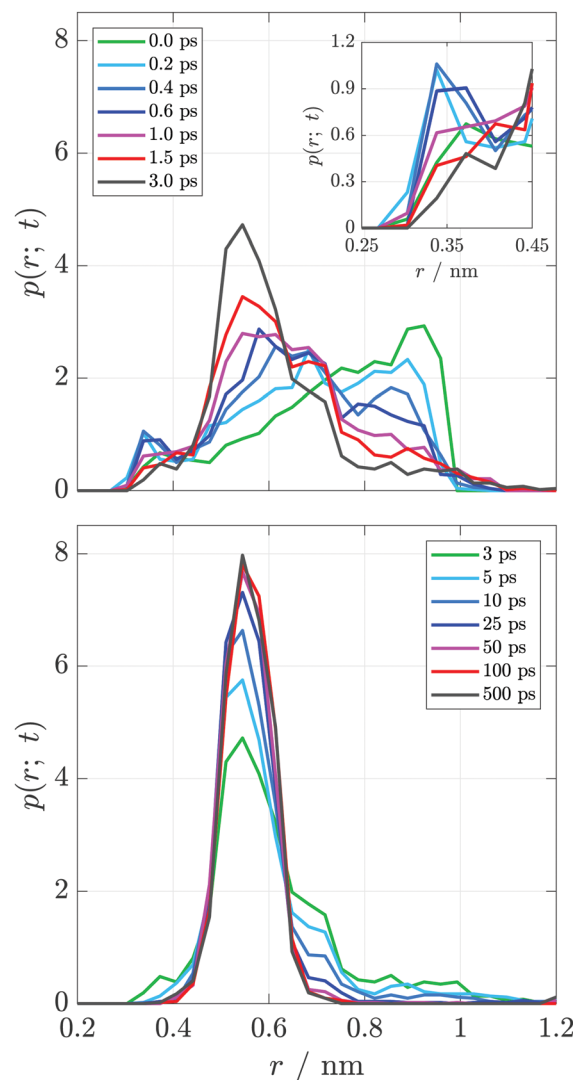 8
6
4
2
0
p(r; t)
0.0 ps
0.2 ps
0.4 ps
0.6 ps
1.0 ps
1.5 ps
3.0 ps
1.2
0.9
0.6
0.3
0
p(r; t)
0.25
0.35
0.45
r / nm
8
6
4
2
0
p(r; t)
3 ps
5 ps
10 ps
25 ps
50 ps
100 ps
500 ps
0.2
0.4
0.6
0.8
1
1.2
r / nm